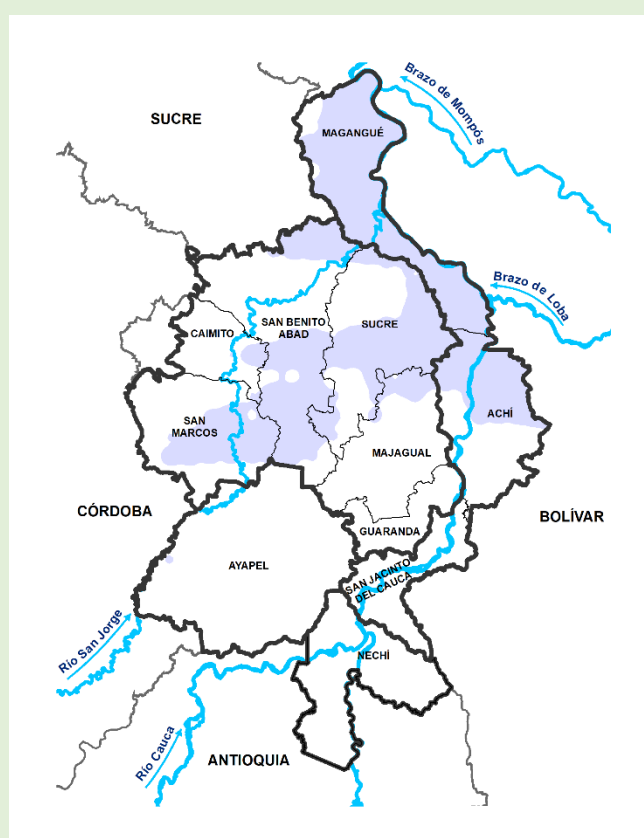 SUCRE
Brazo de Mompós
MAGANGUÉ
Brazo de Loba
SAN BENITO
ABAD
SUCRE
CAIMITO
SAN
MARCOS
ACHÍ
MAJAGUAL
CÓRDOBA
BOLÍVAR
GUARANDA
AYAPEL
SAN JACINTO
DEL CAUCA
Río San Jorge
NECHÍ
Río Cauca
ANTIOQUIA